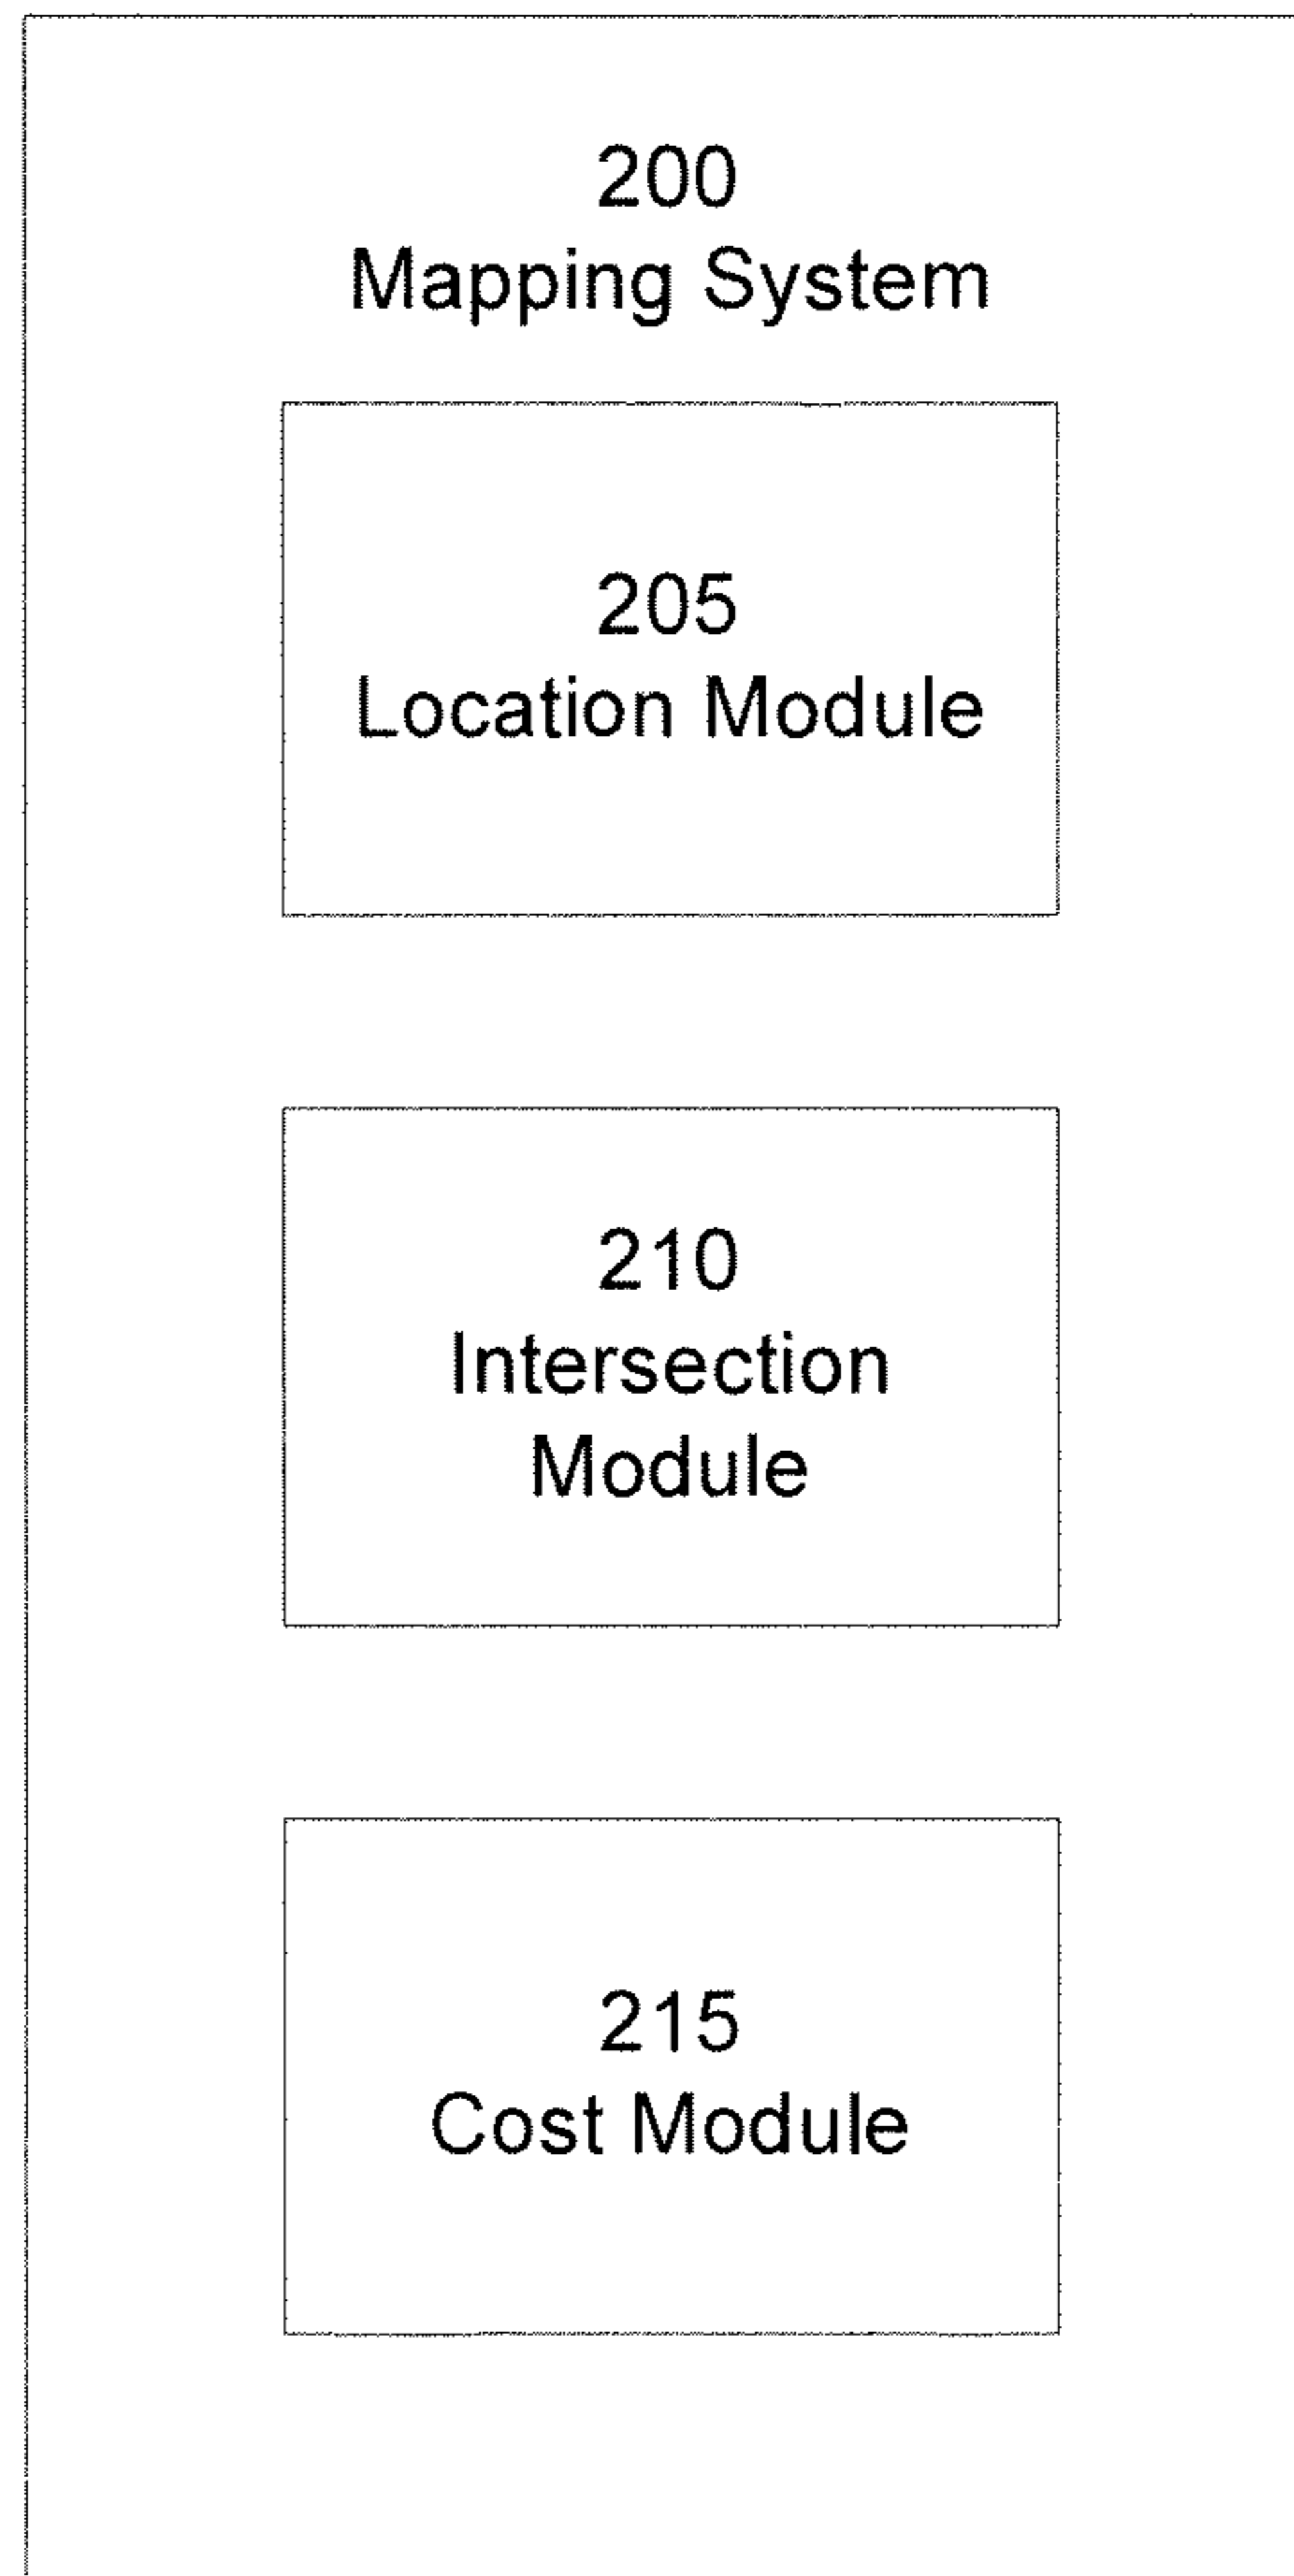 200
Mapping System
205
Location Module
210
Intersection
Module
215
Cost Module